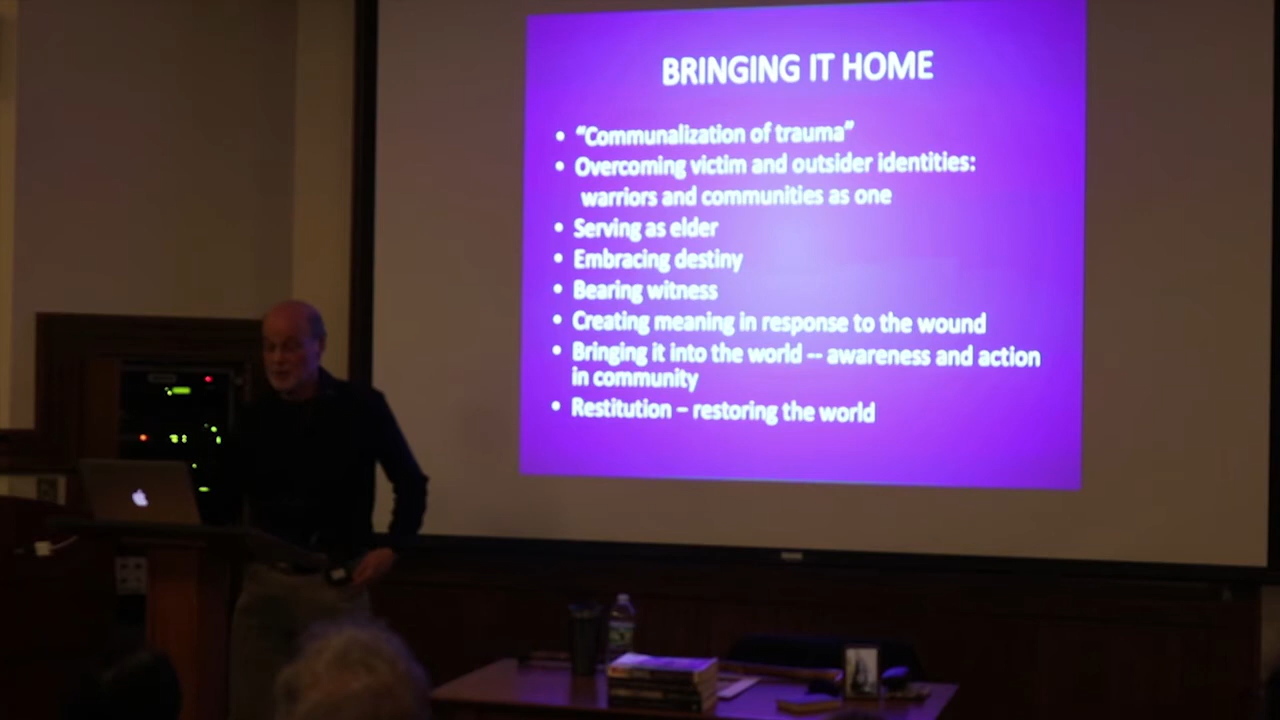 BRINGING IT HOME
• “Communalization of trauma”
• Overcoming victim and outsider identities:
warriors and communities as one
• Serving as elder
• Embracing destiny
• Bearing witness
• Creating meaning in response to the wound
• Bringing it into the world -- awareness and action
in community
• Restitution – restoring the world